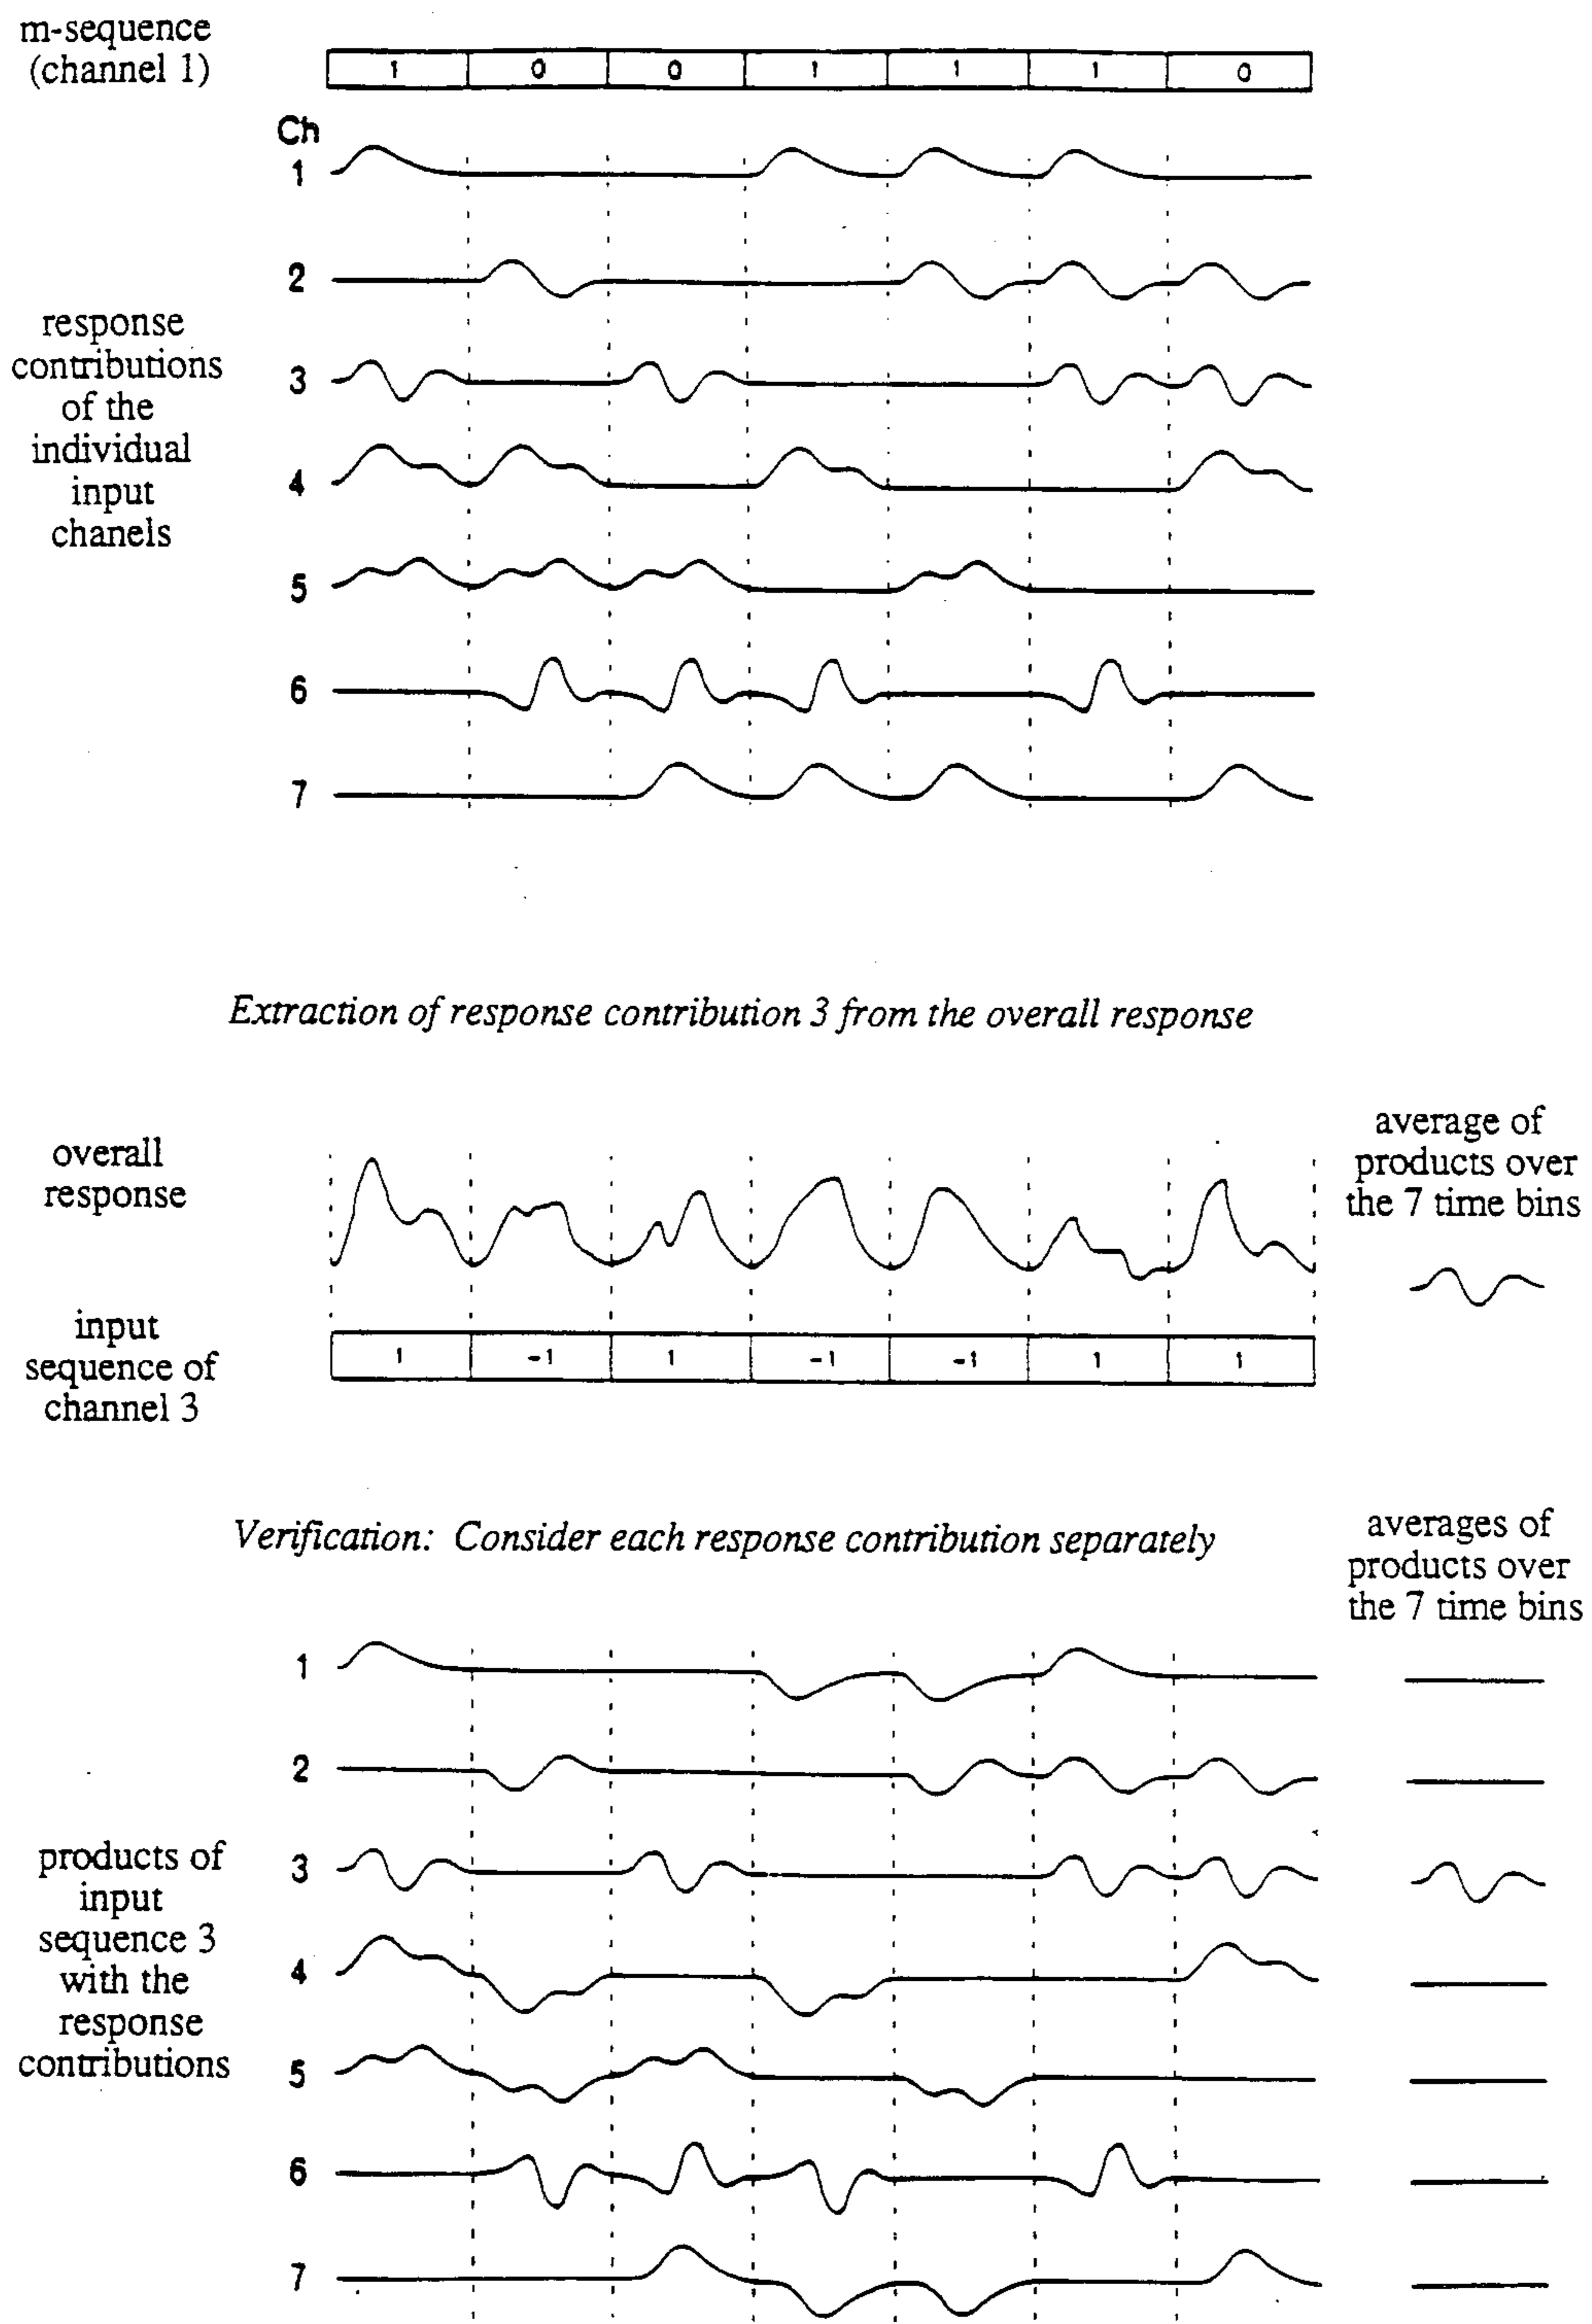 m-sequence
(channel 1)
1 0 0 1 1 1 0
Ch
1
2
3
4
5
6
7
response
contributions
of the
individual
input
chanels
Extraction of response contribution 3 from the overall response
overall
response
average of
products over
the 7 time bins
input
sequence of
channel 3
1 -1 1 -1 -1 1 1
Verification: Consider each response contribution separately
averages of
products over
the 7 time bins
1
2
3
4
5
6
7
products of
input
sequence 3
with the
response
contributions